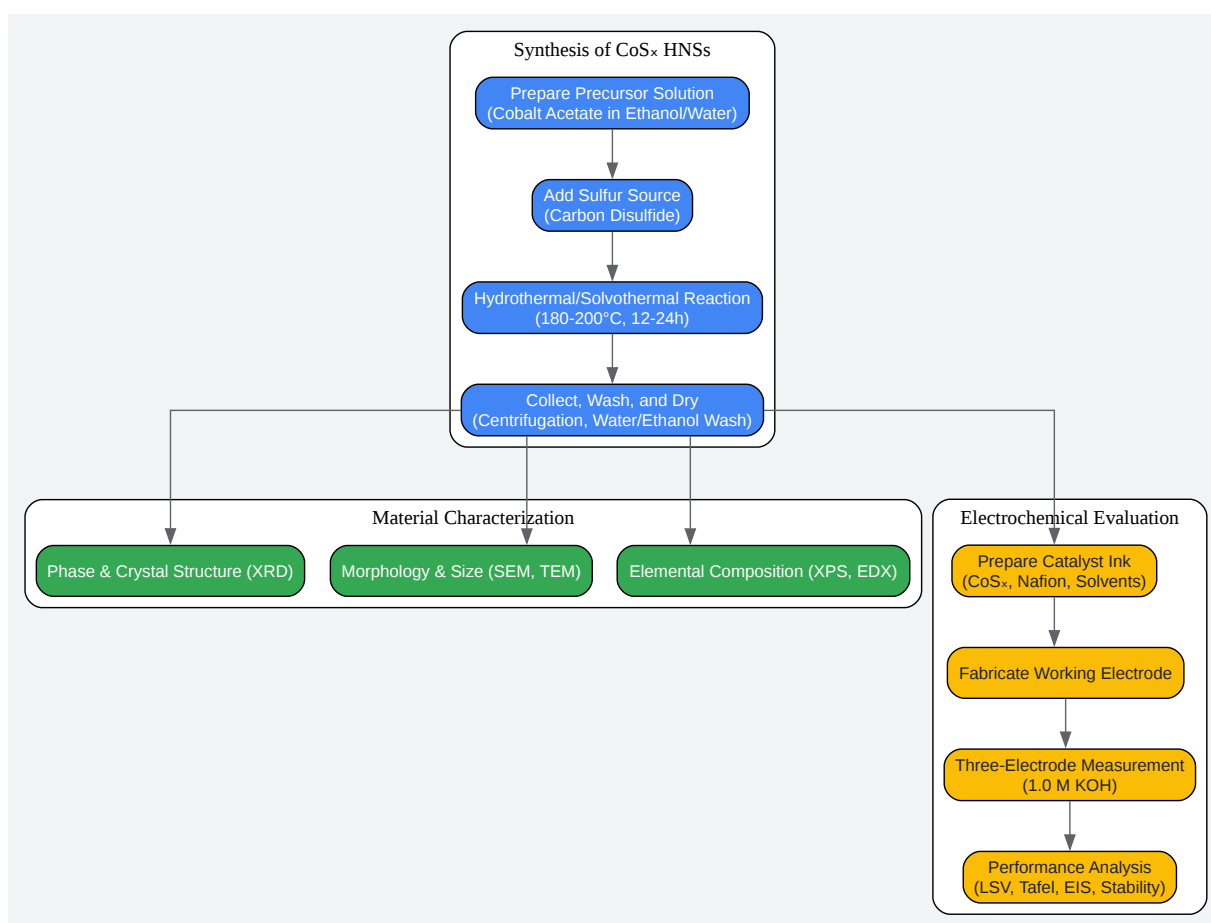 Synthesis of CoSₓ HNSs
Prepare Precursor Solution
(Cobalt Acetate in Ethanol/Water)
Add Sulfur Source
(Carbon Disulfide)
Hydrothermal/Solvothermal Reaction
(180-200°C, 12-24h)
Collect, Wash, and Dry
(Centrifugation, Water/Ethanol Wash)
Material Characterization
Phase & Crystal Structure (XRD)
Morphology & Size (SEM, TEM)
Elemental Composition (XPS, EDX)
Electrochemical Evaluation
Prepare Catalyst Ink
(CoSₓ, Nafion, Solvents)
Fabricate Working Electrode
Three-Electrode Measurement
(1.0 M KOH)
Performance Analysis
(LSV, Tafel, EIS, Stability)